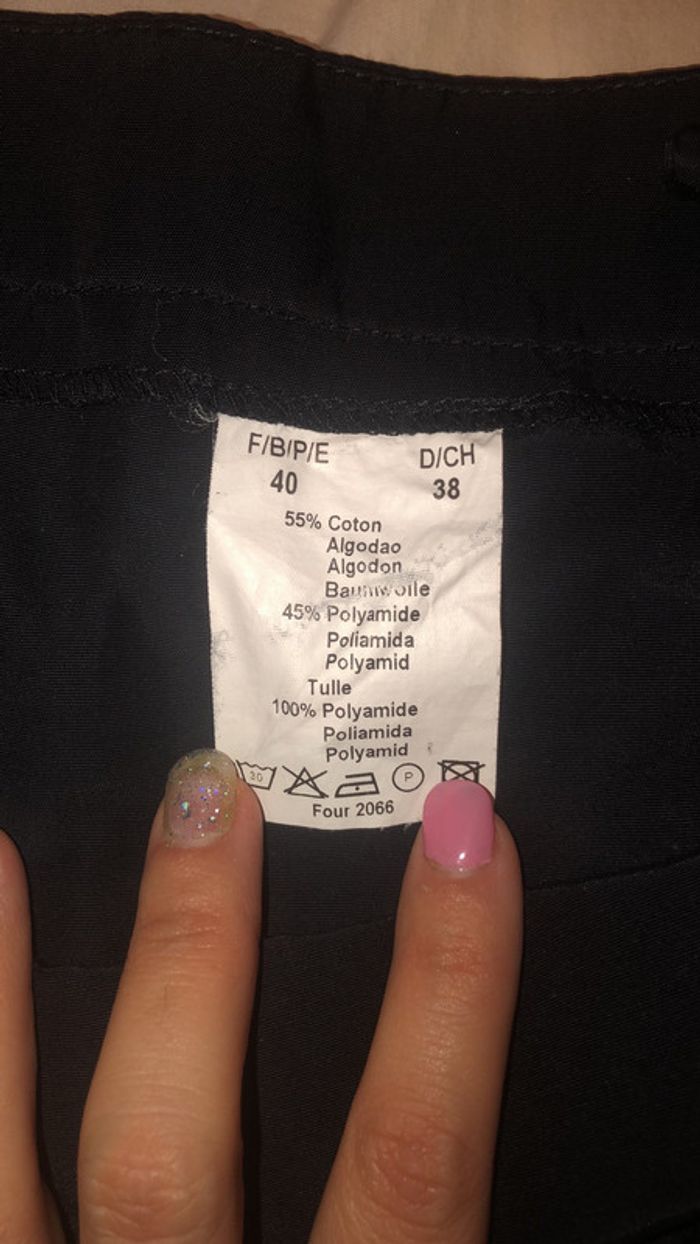 F/B/P/E D/CH
40 38
55% Coton
Algodao
Algodon
Baumwolle
45% Polyamide
Poliamida
Polyamid
Tulle
100% Polyamide
Poliamida
Polyamid
30 P
Four 2066